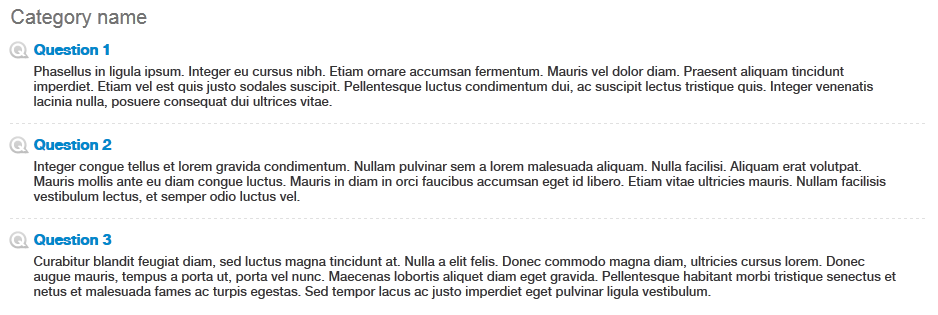 Category name
Question 1
Phasellus in ligula ipsum. Integer eu cursus nibh. Etiam ornare accumsan fermentum. Mauris vel dolor diam. Praesent aliquam tincidunt
imperdiet. Etiam vel est quis justo sodales suscipit. Pellentesque luctus condimentum dui, ac suscipit lectus tristique quis. Integer venenatis
lacinia nulla, posuere consequat dui ultrices vitae.
Question 2
Integer congue tellus et lorem gravida condimentum. Nullam pulvinar sem a lorem malesuada aliquam. Nulla facilisi. Aliquam erat volutpat.
Mauris mollis ante eu diam congue luctus. Mauris in diam in orci faucibus accumsan eget id libero. Etiam vitae ultricies mauris. Nullam facilisis
vestibulum lectus, et semper odio luctus vel.
Question 3
Curabitur blandit feugiat diam, sed luctus magna tincidunt at. Nulla a elit felis. Donec commodo magna diam, ultricies cursus lorem. Donec
augue mauris, tempus a porta ut, porta vel nunc. Maecenas lobortis aliquet diam eget gravida. Pellentesque habitant morbi tristique senectus et
netus et malesuada fames ac turpis egestas. Sed tempor lacus ac justo imperdiet eget pulvinar ligula vestibulum.